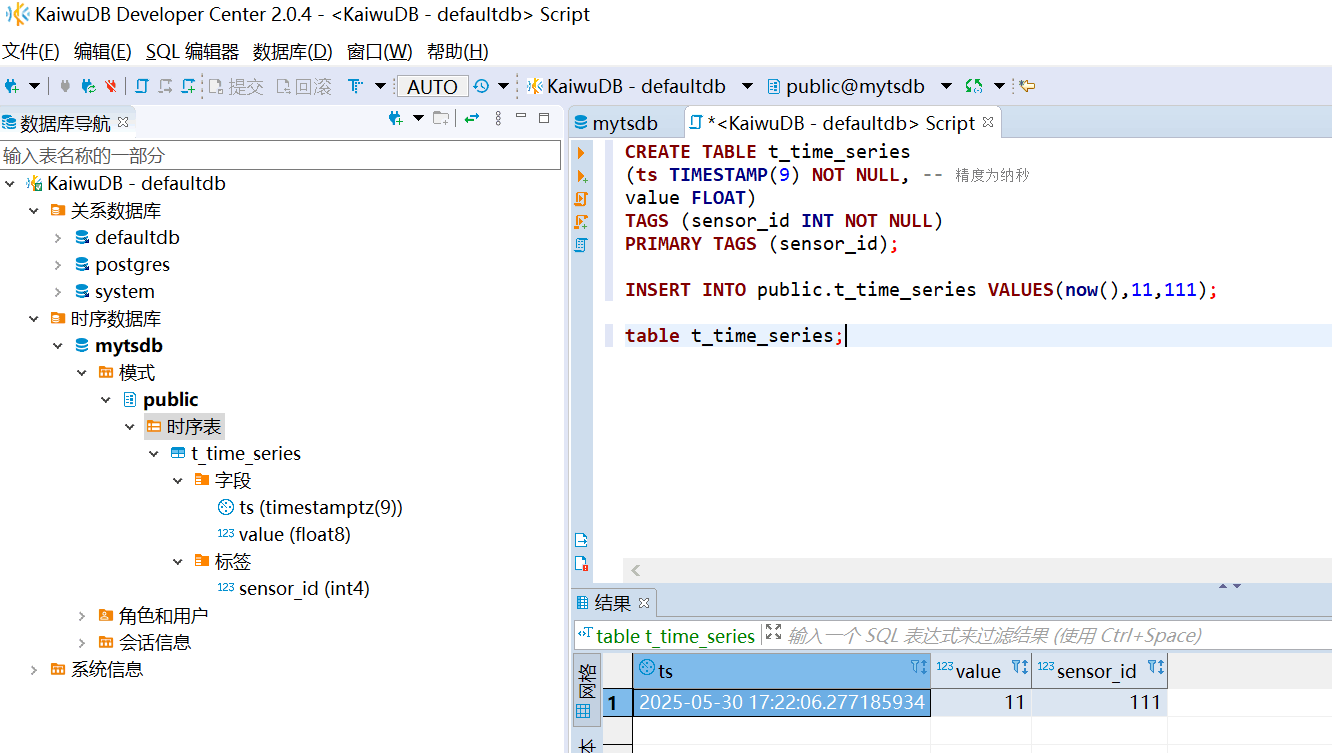 KaiwuDB Developer Center 2.0.4 - <KaiwuDB - defaultdb> Script
文件(F) 编辑(E) SQL 编辑器 数据库(D) 窗口(W) 帮助(H)
提交 回滚 T AUTO KaiwuDB - defaultdb public@mytsdb
数据库导航
输入表名称的一部分
KaiwuDB - defaultdb
关系数据库
defaultdb
postgres
system
时序数据库
mytsdb
模式
public
时序表
t_time_series
字段
ts (timestamptz(9))
123 value (float8)
标签
123 sensor_id (int4)
角色和用户
会话信息
系统信息
mytsdb *<KaiwuDB - defaultdb> Script
CREATE TABLE t_time_series
(ts TIMESTAMP(9) NOT NULL, -- 精度为纳秒
value FLOAT)
TAGS (sensor_id INT NOT NULL)
PRIMARY TAGS (sensor_id);
INSERT INTO public.t_time_series VALUES(now(),11,111);
table t_time_series;
结果
table t_time_series 输入一个 SQL 表达式来过滤结果 (使用 Ctrl+Space)
网格
ts 123 value 123 sensor_id
1 2025-05-30 17:22:06.277185934 11 111